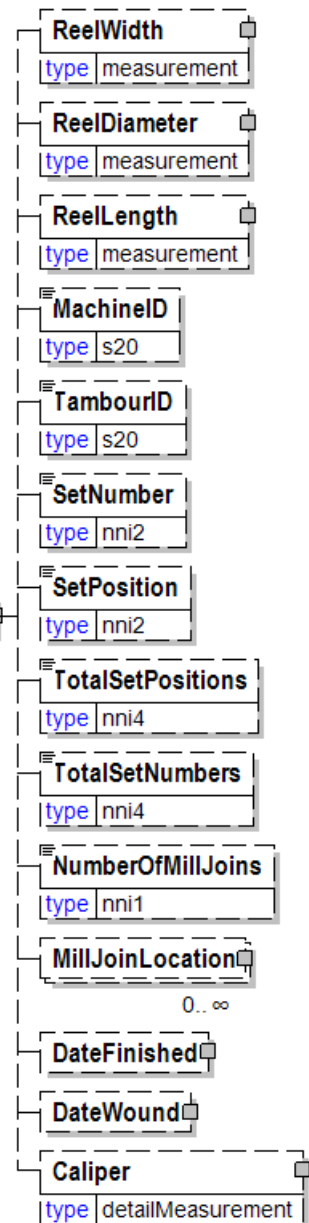 ReelWidth
type measurement
ReelDiameter
type measurement
ReelLength
type measurement
MachineID
type s20
TambourID
type s20
SetNumber
type nni2
SetPosition
type nni2
TotalSetPositions
type nni4
TotalSetNumbers
type nni4
NumberOfMillJoins
type nni1
MillJoinLocation
0.. ∞
DateFinished
DateWound
Caliper
type detailMeasurement